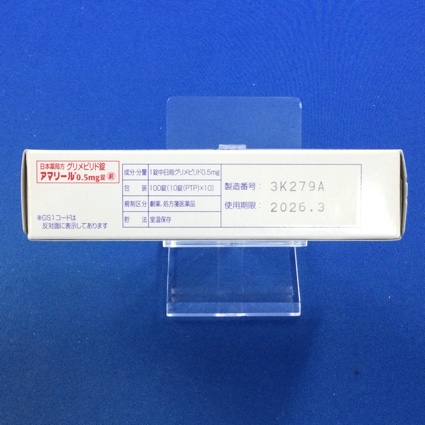 日本薬局方 グリメピリド錠
アマリール®0.5mg錠 劇
※GS1コードは
反対面に表示してあります
成分・分量 1錠中日局グリメピリド0.5mg
包装 100錠(10錠(PTP)×10)
規制区分 劇薬、処方箋医薬品
貯法 室温保存
製造番号: 3K279A
使用期限: 2026.3